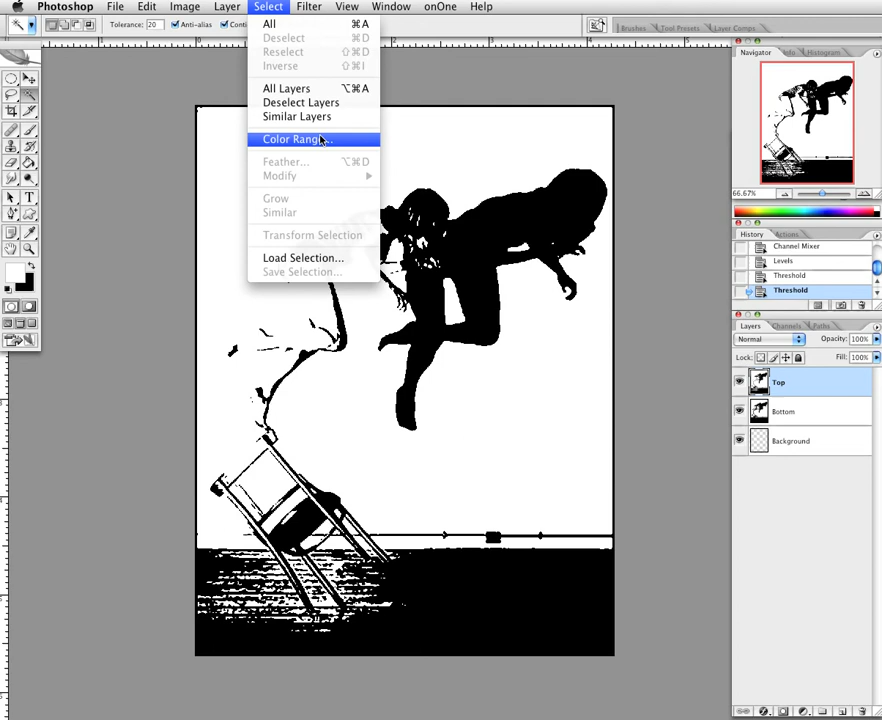 Photoshop File Edit Image Layer Select Filter View Window onOne Help
Tolerance: 20 Anti-alias
Brushes Tool Presets Layer Comps
All ⌘A
Deselect ⌘D
Reselect ⇧⌘D
Inverse ⇧⌘I
All Layers ⌥⌘A
Deselect Layers
Similar Layers
Feather... ⌥⌘D
Modify
Grow
Similar
Transform Selection
Load Selection...
Save Selection...
Navigator Info Histogram
66.67%
History Actions
Channel Mixer
Levels
Threshold
Threshold
Layers Channels Paths
Normal Opacity: 100%
Lock: Fill: 100%
Top
Bottom
Background